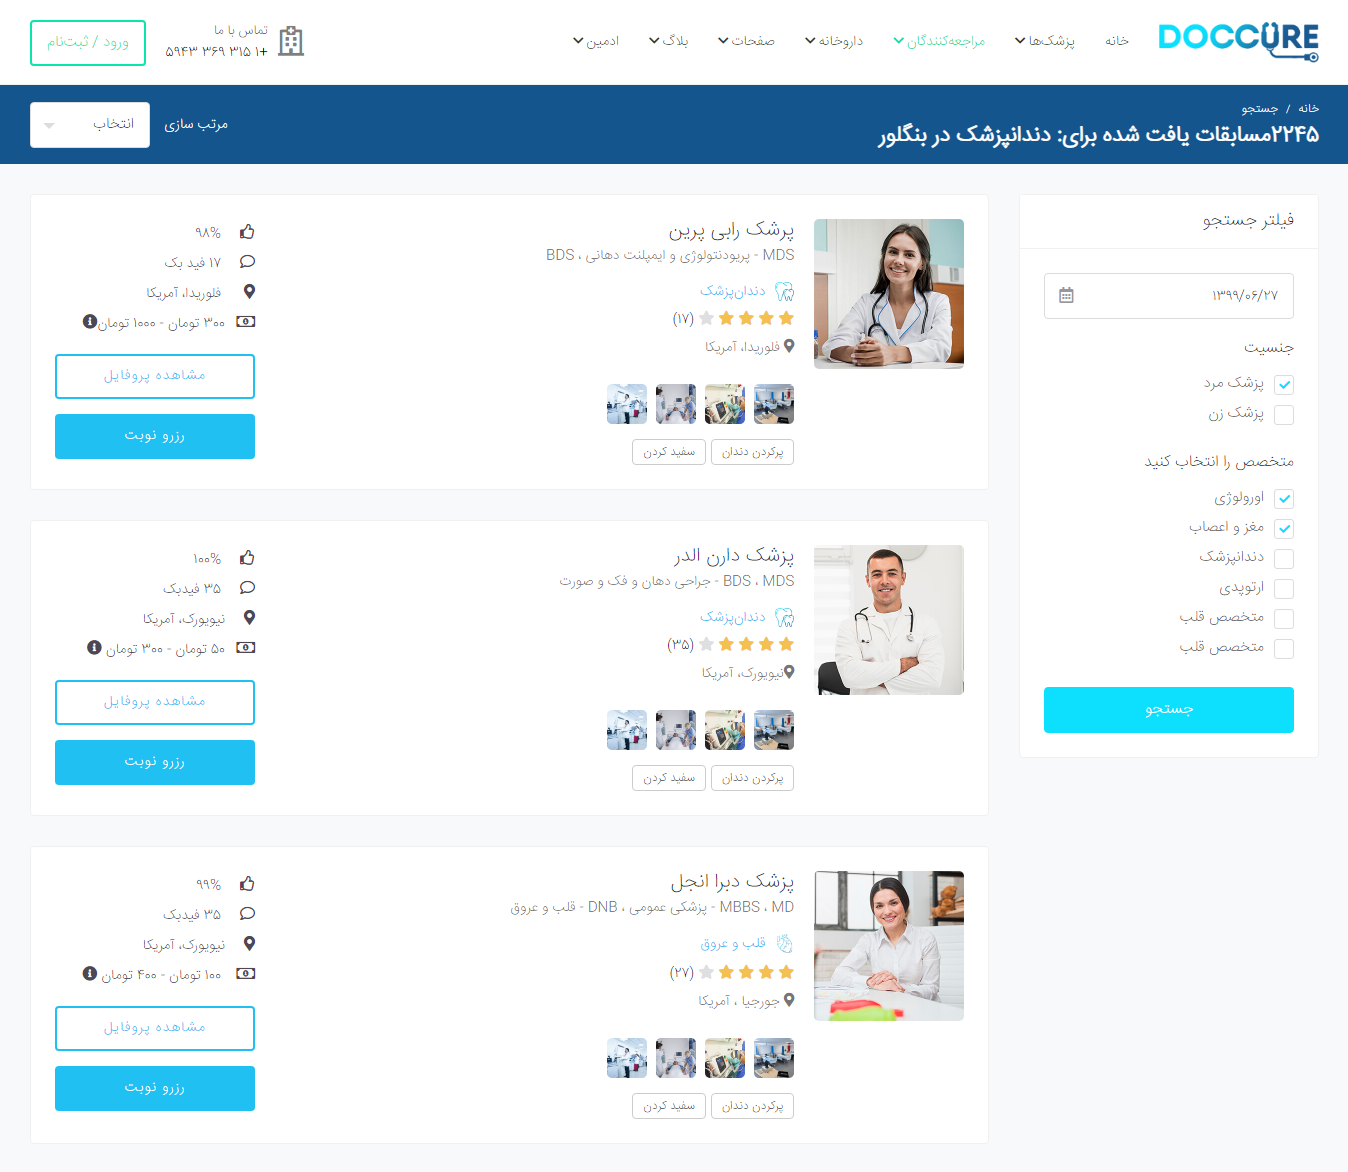 DOCCURE
خانه
پزشک‌ها
مراجعه‌کنندگان
داروخانه
صفحات
بلاگ
ادمین
تماس با ما
+۱ ۳۱۵ ۳۶۹ ۵۹۴۳
ورود / ثبت‌نام
خانه / جستجو
۲۲۴۵مسابقات یافت شده برای: دندانپزشک در بنگلور
مرتب سازی
انتخاب
فیلتر جستجو
۱۳۹۹/۰۶/۲۷
جنسیت
پزشک مرد
پزشک زن
متخصص را انتخاب کنید
اورولوژی
مغز و اعصاب
دندانپزشک
ارتوپدی
متخصص قلب
متخصص قلب
جستجو
پرشک رابی پرین
MDS - پریودنتولوژی و ایمپلنت دهانی ، BDS
دندان‌پزشک
(۱۷)
فلوریدا، آمریکا
پرکردن دندان
سفید کردن
۹۸%
۱۷ فید بک
فلوریدا، آمریکا
۳۰۰ تومان - ۱۰۰۰ تومان
مشاهده پروفایل
رزرو نوبت
پزشک دارن الدر
BDS ، MDS - جراحی دهان و فک و صورت
دندان‌پزشک
(۳۵)
نیویورک، آمریکا
پرکردن دندان
سفید کردن
۱۰۰%
۳۵ فیدبک
نیویورک، آمریکا
۵۰ تومان - ۳۰۰ تومان
مشاهده پروفایل
رزرو نوبت
پزشک دبرا انجل
MBBS ، MD - پزشکی عمومی ، DNB - قلب و عروق
قلب و عروق
(۲۷)
جورجیا ، آمریکا
پرکردن دندان
سفید کردن
۹۹%
۳۵ فیدبک
نیویورک، آمریکا
۱۰۰ تومان - ۴۰۰ تومان
مشاهده پروفایل
رزرو نوبت